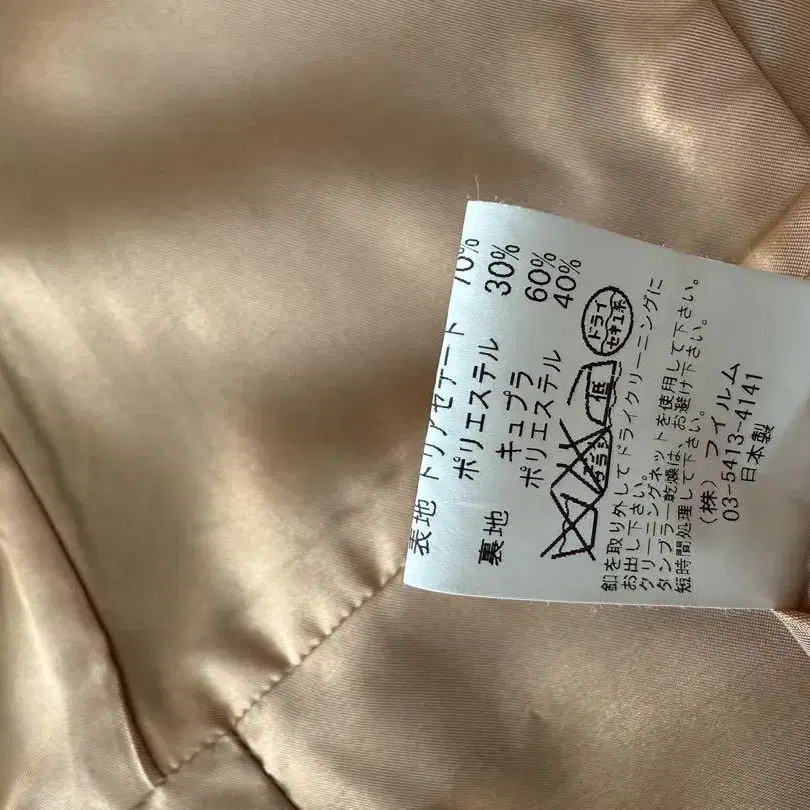 表地 トリアセテート 70%
ポリエステル 30%
裏地 キュプラ 60%
ポリエステル 40%
エンソサラシ
低
ドライ
セキユ系
釦を取り外してドライクリーニングに
お出し下さい。
クリーニングネットを使用して下さい。
タンブラー乾燥は、お避け下さい。
短時間処理して下さい。
(株) フィルム
03-5413-4141
日本製